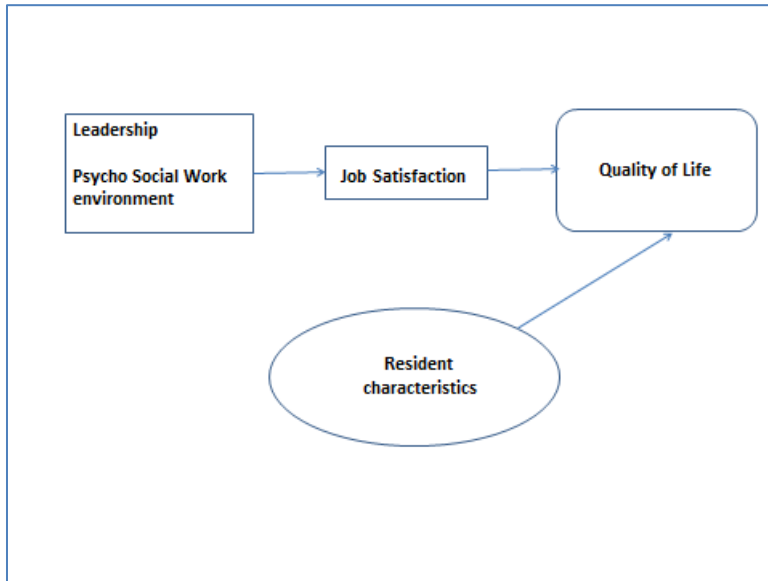 Leadership
Psycho Social Work
environment
Job Satisfaction
Quality of Life
Resident
characteristics